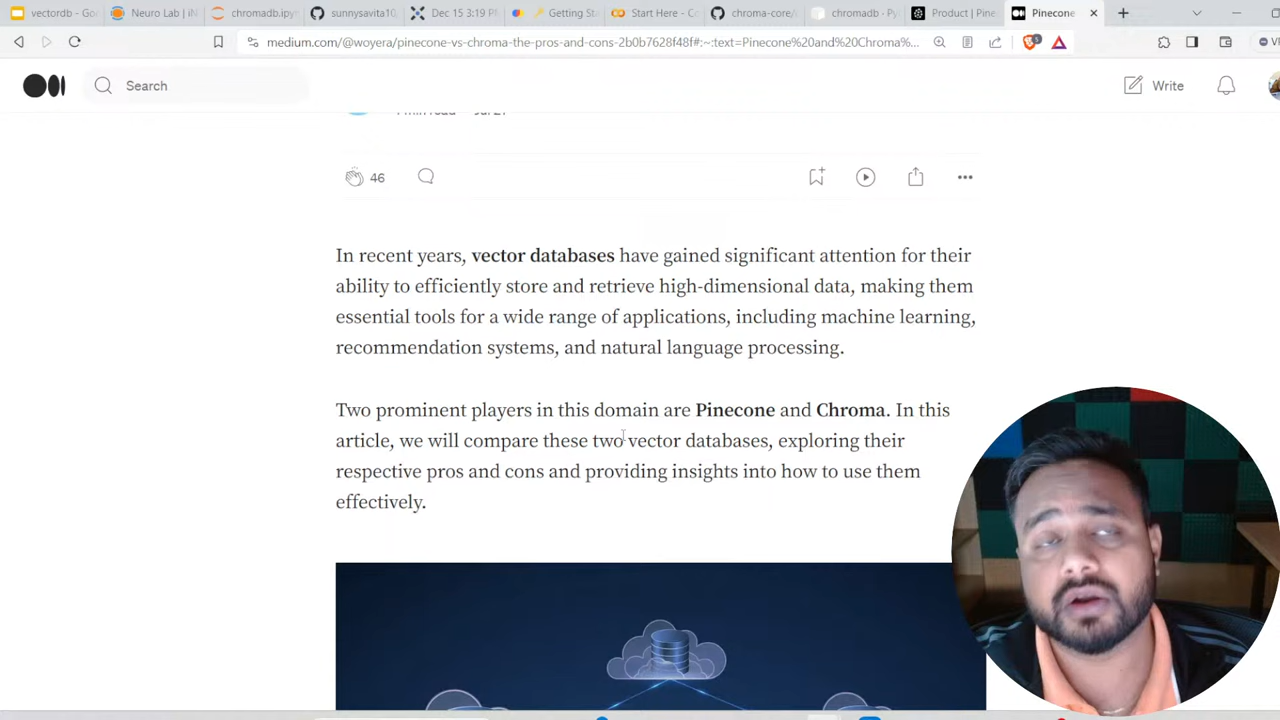 vectordb - Go
Neuro Lab | iN
chromadb.ipy
sunnysavita10
Dec 15 3:19 P
Getting Sta
Start Here - Co
chroma-core/
chromadb · Py
Product | Pine
Pinecone
medium.com/@woyera/pinecone-vs-chroma-the-pros-and-cons-2b0b7628f48f#:~:text=Pinecone%20and%20Chroma%...
5
Search
Write
46
In recent years, vector databases have gained significant attention for their
ability to efficiently store and retrieve high-dimensional data, making them
essential tools for a wide range of applications, including machine learning,
recommendation systems, and natural language processing.
Two prominent players in this domain are Pinecone and Chroma. In this
article, we will compare these two vector databases, exploring their
respective pros and cons and providing insights into how to use them
effectively.